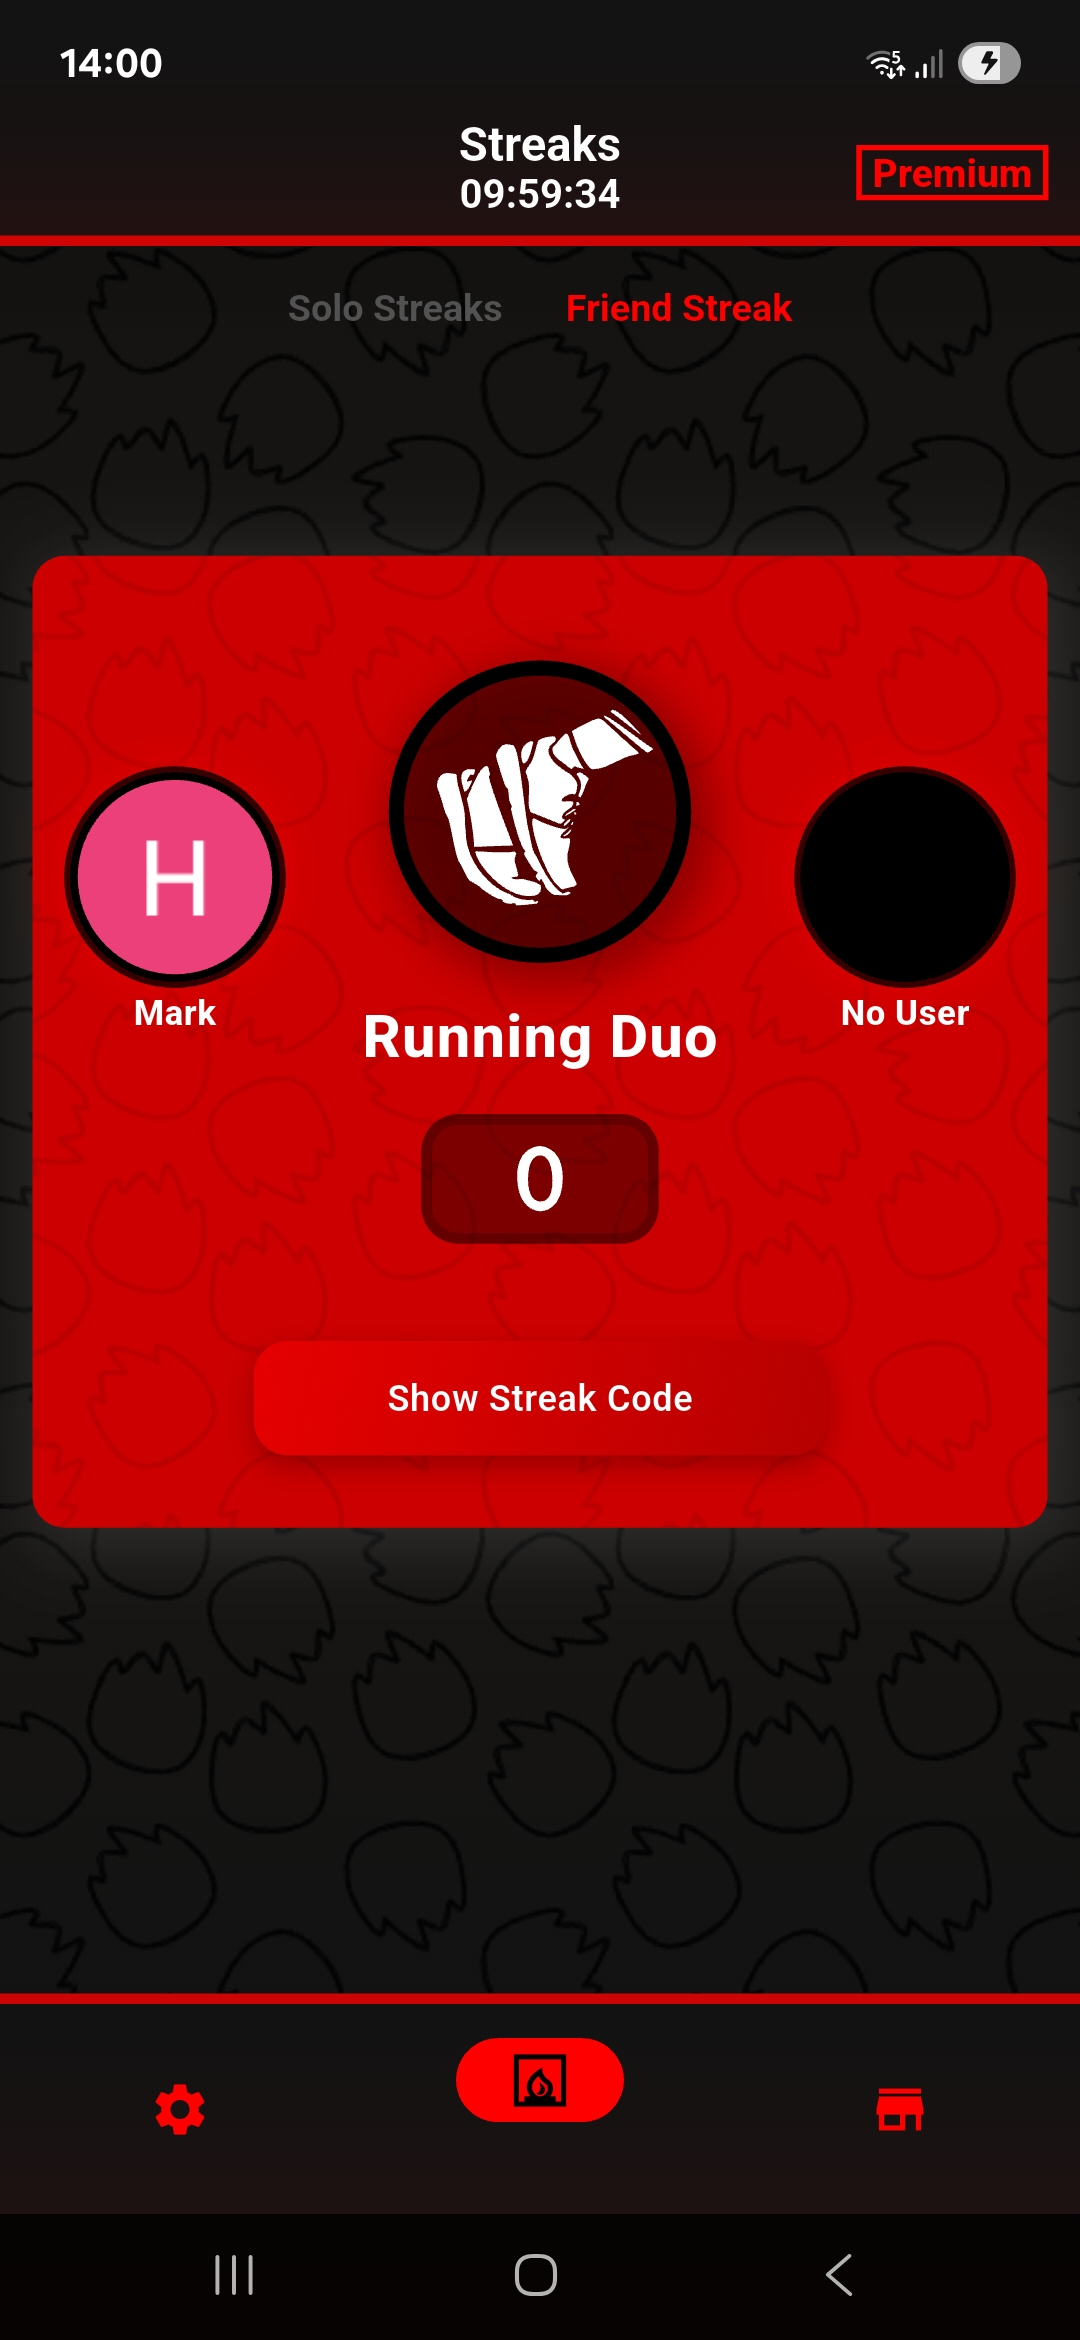 14:00
5
Streaks
09:59:34
Premium
Solo Streaks
Friend Streak
H
Mark
No User
Running Duo
0
Show Streak Code